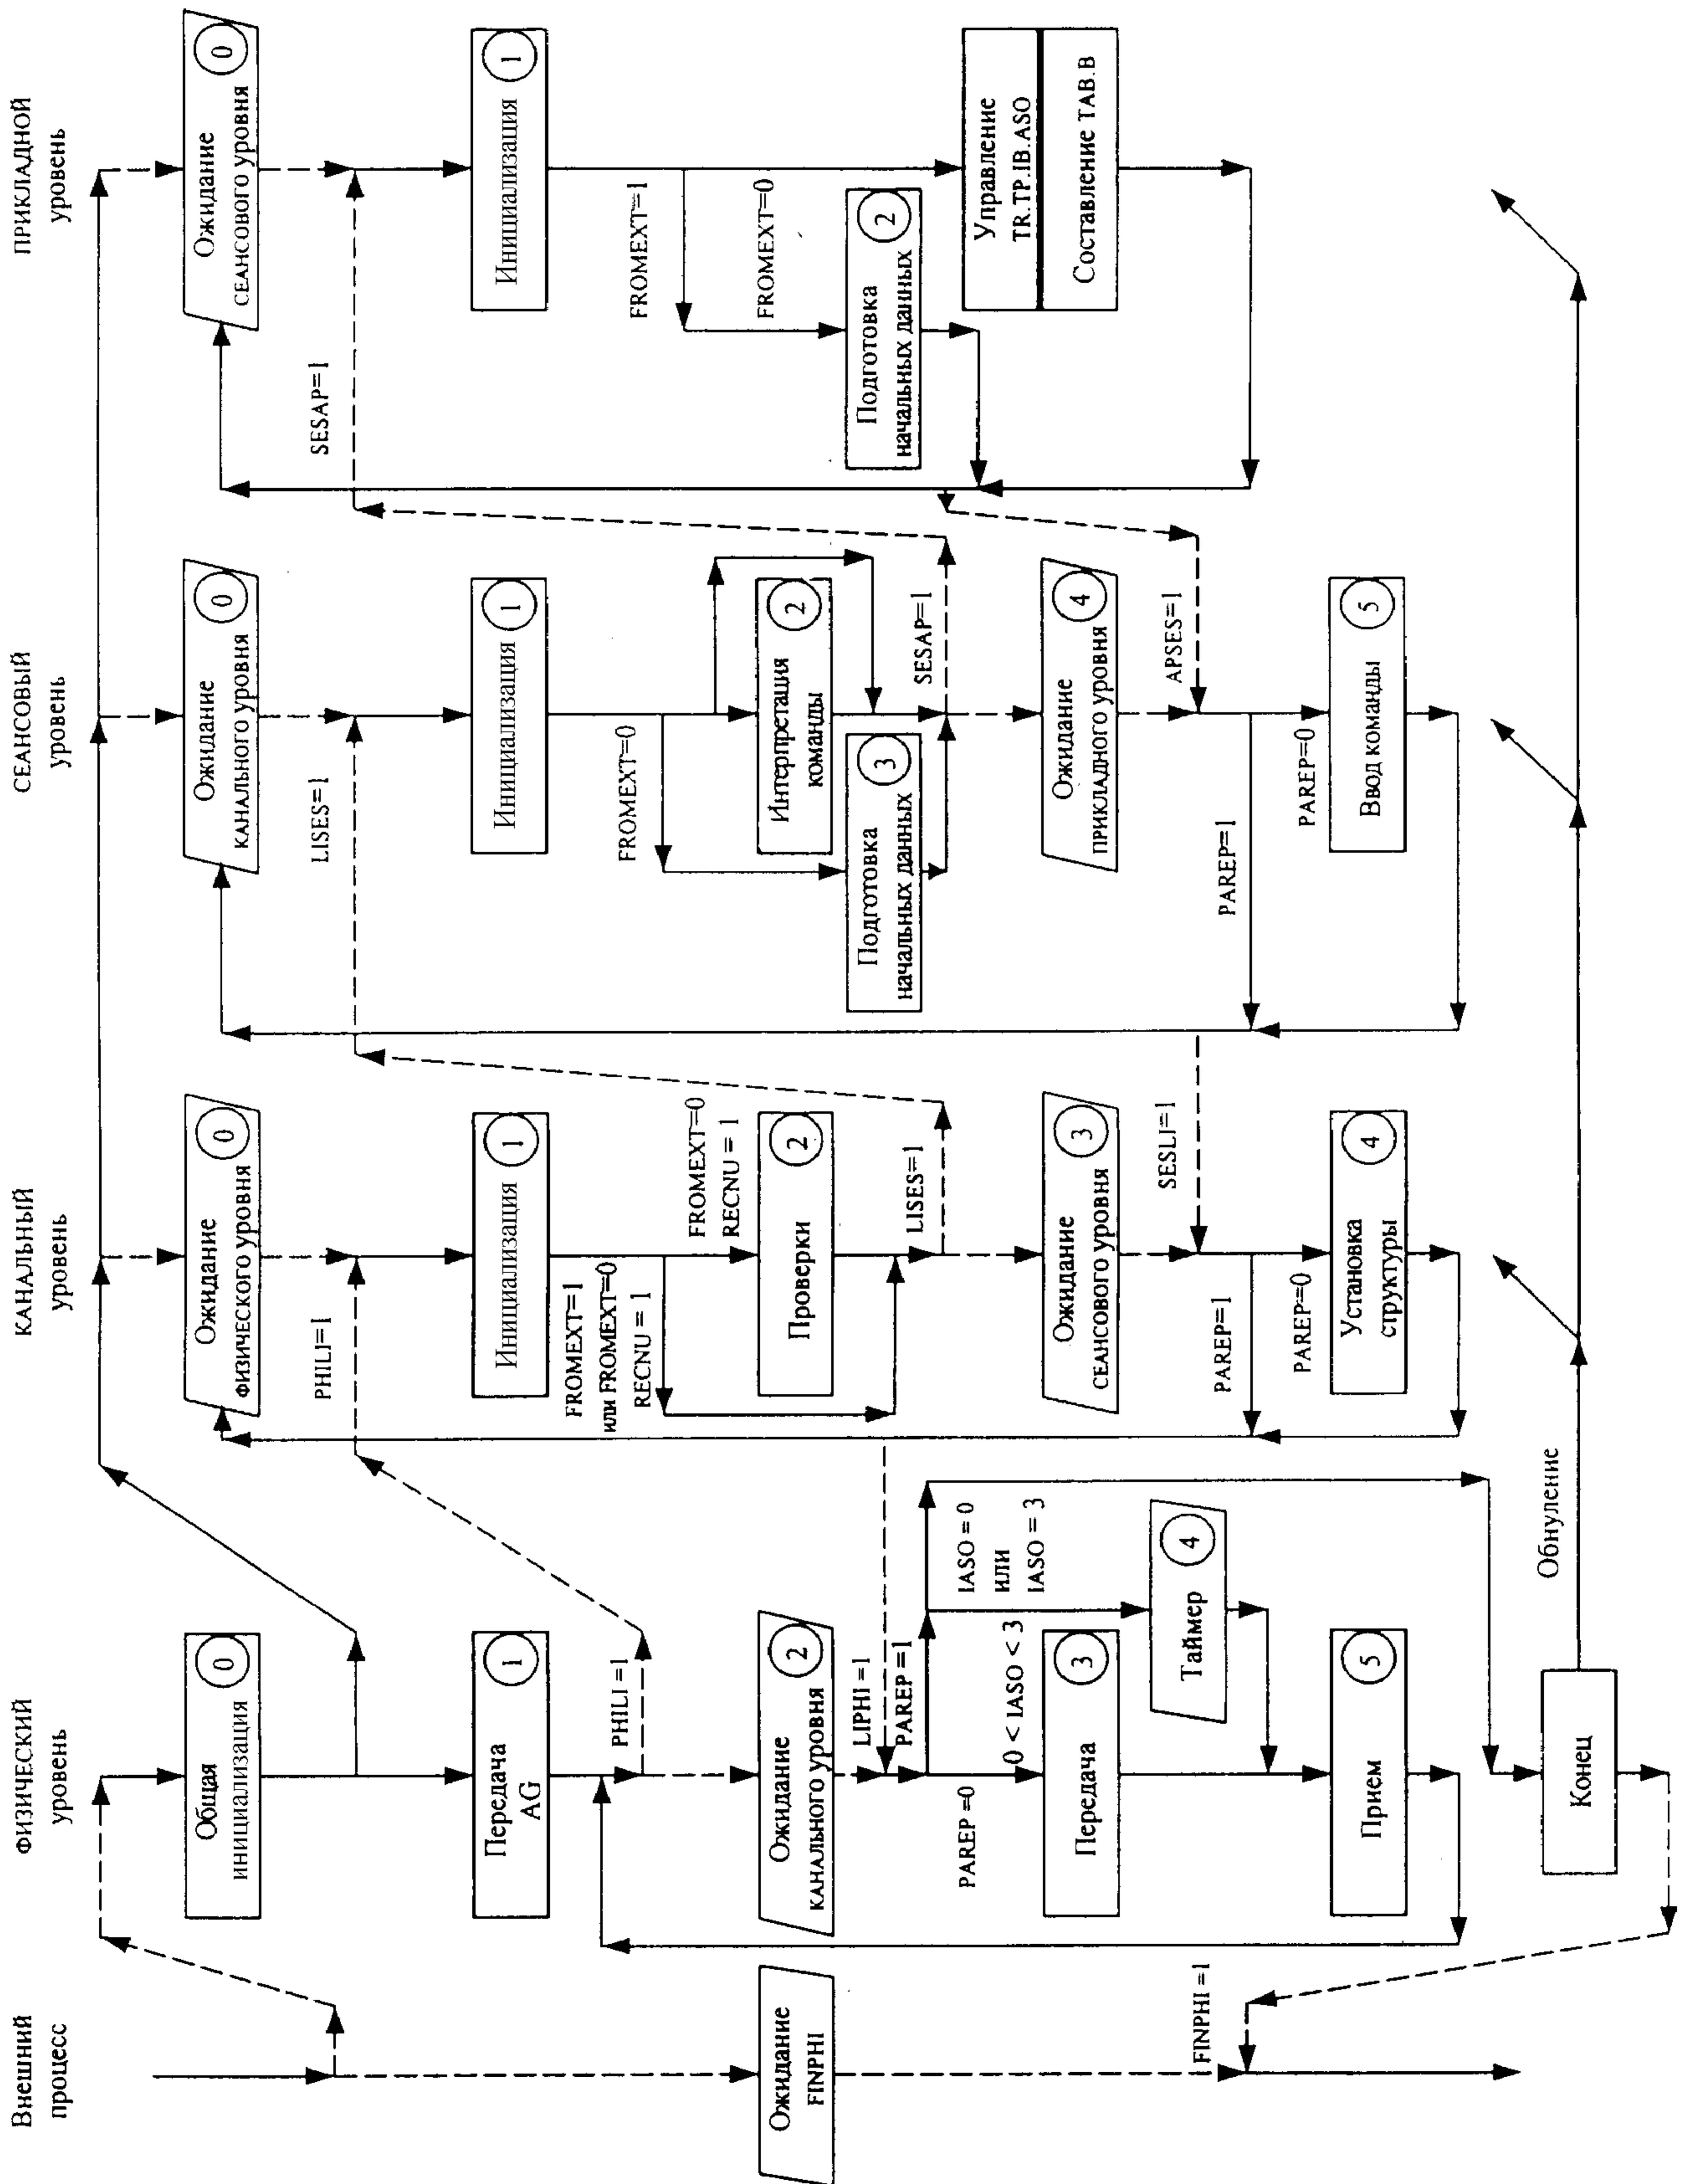 Внешний
процесс
Ожидание
FINPHI
FINPHI =1
ФИЗИЧЕСКИЙ
уровень
Общая
инициализация
0
Передача
AG
1
PHILI =1
Ожидание
КАНАЛЬНОГО УРОВНЯ
2
LIPHI =1
PAREP =1
PAREP =0
0 < IASO < 3
IASO = 0
ИЛИ
IASO = 3
Передача
3
Таймер
4
Прием
5
Конец
Обнуление
КАНАЛЬНЫЙ
уровень
Ожидание
ФИЗИЧЕСКОГО УРОВНЯ
0
PHILI=1
Инициализация
1
FROMEXT=1
ИЛИ FROMEXT=0
RECNU = 1
FROMEXT=0
RECNU = 1
Проверки
2
LISES=1
Ожидание
СЕАНСОВОГО УРОВНЯ
3
SESLI=1
PAREP=1
PAREP=0
Установка
структуры
4
СЕАНСОВЫЙ
уровень
Ожидание
КАНАЛЬНОГО УРОВНЯ
0
LISES=1
Инициализация
1
FROMEXT=0
Интерпретация
команды
2
Подготовка
начальных данных
3
SESAP=1
Ожидание
ПРИКЛАДНОГО УРОВНЯ
4
APSES=1
PAREP=1
PAREP=0
Ввод команды
5
ПРИКЛАДНОЙ
уровень
Ожидание
СЕАНСОВОГО УРОВНЯ
0
SESAP=1
Инициализация
1
FROMEXT=1
FROMEXT=0
Подготовка
начальных данных
2
Управление
TR.TP.IB.ASO
Составление TAB.B